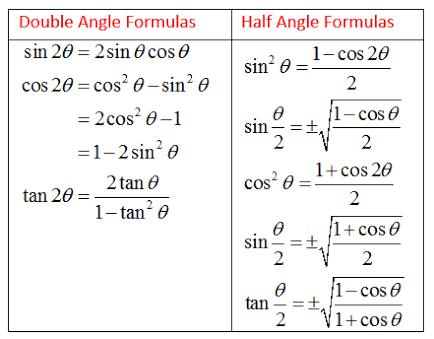 Double Angle Formulas
sin 2θ = 2 sin θ cos θ
cos 2θ = cos² θ − sin² θ
= 2cos² θ − 1
= 1 − 2 sin² θ
tan 2θ = 2 tan θ / 1 − tan² θ
Half Angle Formulas
sin² θ = 1 − cos 2θ / 2
sin θ/2 = ±√(1 − cos θ / 2)
cos² θ = 1 + cos 2θ / 2
sin θ/2 = ±√(1 + cos θ / 2)
tan θ/2 = ±√(1 − cos θ / 1 + cos θ)